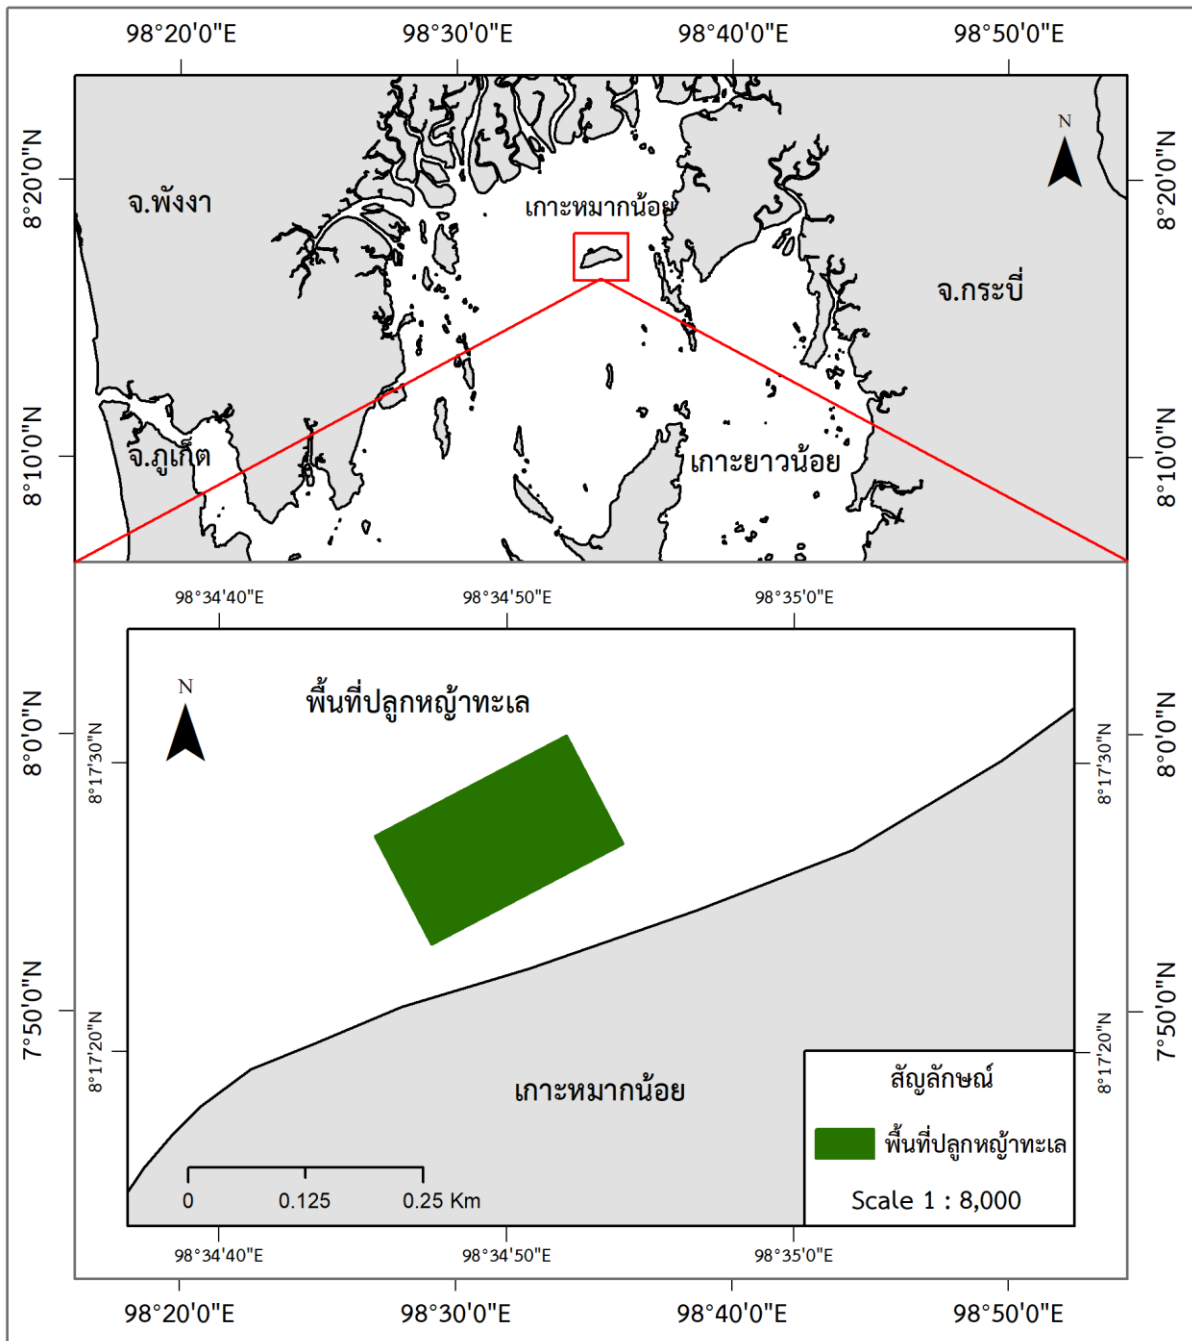 98°20'0"E 98°30'0"E 98°40'0"E 98°50'0"E
N
8°20'0"N
8°20'0"N
จ.พังงา
เกาะหมากน้อย
จ.กระบี่
8°10'0"N
8°10'0"N
จ.ภูเก็ต
เกาะยาวน้อย
98°34'40"E 98°34'50"E 98°35'0"E
N
พื้นที่ปลูกหญ้าทะเล
8°0'0"N
8°17'30"N
8°17'30"N
8°0'0"N
7°50'0"N
8°17'20"N
8°17'20"N
7°50'0"N
เกาะหมากน้อย
สัญลักษณ์
พื้นที่ปลูกหญ้าทะเล
Scale 1 : 8,000
0 0.125 0.25 Km
98°34'40"E 98°34'50"E 98°35'0"E
98°20'0"E 98°30'0"E 98°40'0"E 98°50'0"E